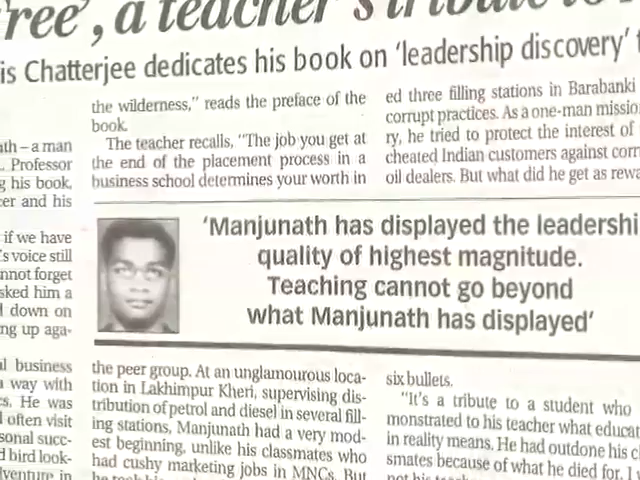 ree', a teacher's tribute to
is Chatterjee dedicates his book on 'leadership discovery'
ath – a man
Professor
g his book,
er and his
if we have
's voice still
nnot forget
sked him a
down on
ng up aga-
al business
a way with
cs. He was
often visit
sonal succ-
d bird look-
dventure in
the wilderness," reads the preface of the
book.
The teacher recalls, "The job you get at
the end of the placement process in a
business school determines your worth in
ed three filling stations in Barabanki
corrupt practices. As a one-man missio
ry, he tried to protect the interest of
cheated Indian customers against corr
oil dealers. But what did he get as rewa
'Manjunath has displayed the leadershi
quality of highest magnitude.
Teaching cannot go beyond
what Manjunath has displayed'
the peer group. At an unglamourous loca-
tion in Lakhimpur Kheri, supervising dis-
tribution of petrol and diesel in several fill-
ing stations, Manjunath had a very mod-
est beginning, unlike his classmates who
had cushy marketing jobs in MNCs. But
six bullets.
"It's a tribute to a student who
monstrated to his teacher what educat
in reality means. He had outdone his cl
smates because of what he died for. I